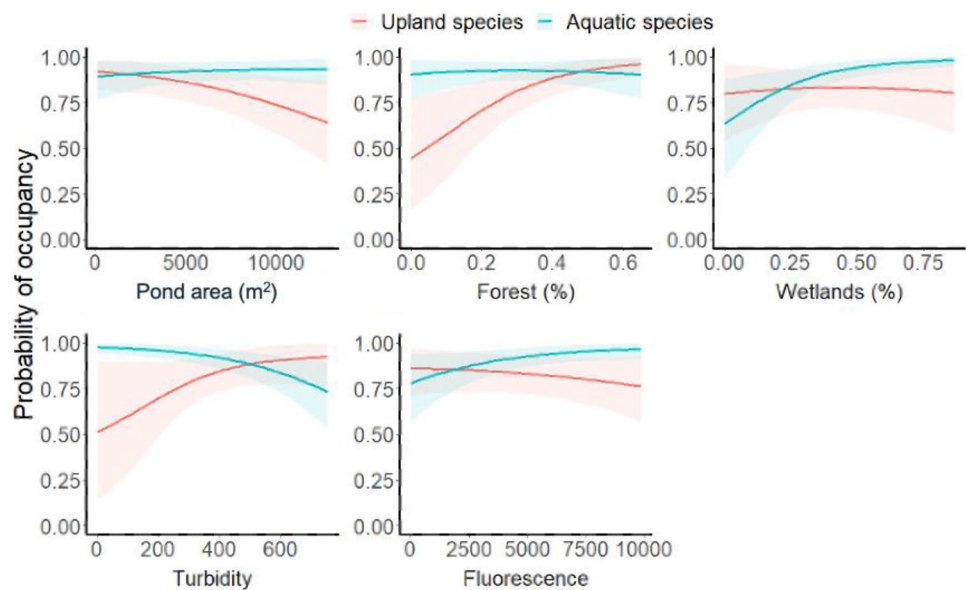 Upland species Aquatic species
Probability of occupancy
1.00
0.75
0.50
0.25
0.00
0 5000 10000
Pond area (m²)
1.00
0.75
0.50
0.25
0.00
0.0 0.2 0.4 0.6
Forest (%)
1.00
0.75
0.50
0.25
0.00
0.00 0.25 0.50 0.75
Wetlands (%)
1.00
0.75
0.50
0.25
0.00
0 200 400 600
Turbidity
1.00
0.75
0.50
0.25
0.00
0 2500 5000 7500 10000
Fluorescence